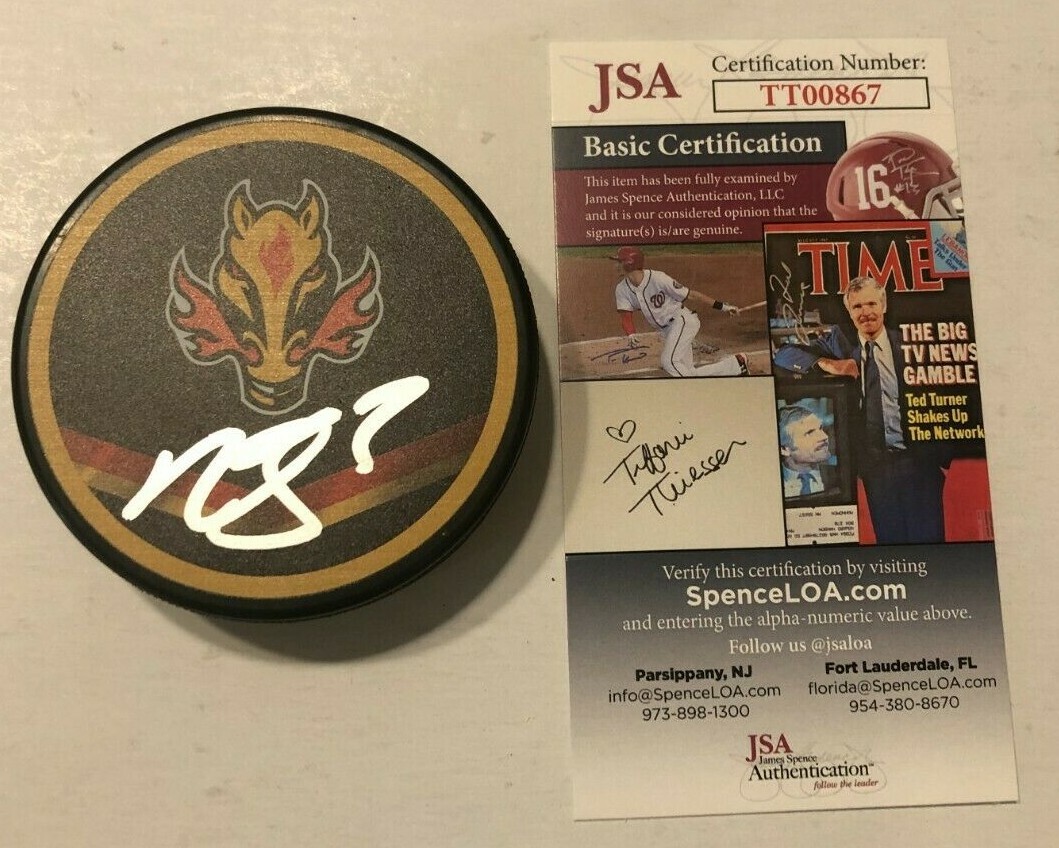 JSA
Certification Number:
TT00867
Basic Certification
This item has been fully examined by
James Spence Authentication, LLC
and it is our considered opinion that the
signature(s) is/are genuine.
16
W
TIME
THE BIG
TV NEWS
GAMBLE
Ted Turner
Shakes Up
The Network
Tiffani
Thiessen
Verify this certification by visiting
SpenceLOA.com
and entering the alpha-numeric value above.
Follow us @jsaloa
Parsippany, NJ
info@SpenceLOA.com
973-898-1300
Fort Lauderdale, FL
florida@SpenceLOA.com
954-380-8670
JSA
James Spence
Authentication™
follow the leader